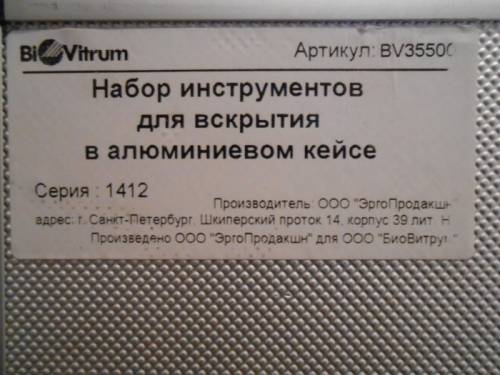 BioVitrum
Артикул: BV35500
Набор инструментов
для вскрытия
в алюминиевом кейсе
Серия : 1412
Производитель: ООО "ЭргоПродакшн
адрес: г. Санкт-Петербург. Шкиперский проток 14, корпус 39 лит. Н
Произведено ООО "ЭргоПродакшн" для ООО "БиоВитрум"